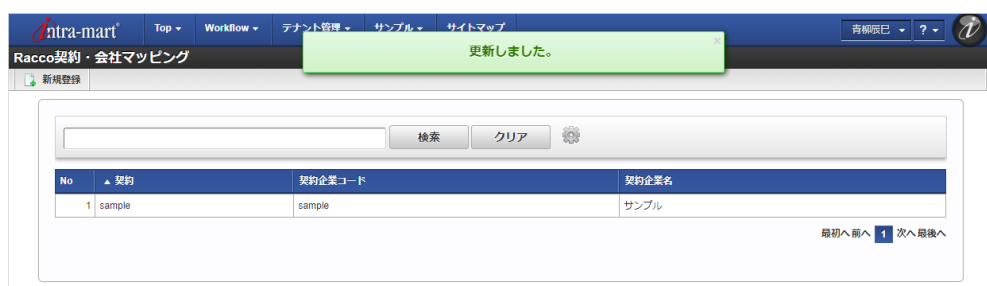 intra-mart® Top Workflow テナント管理 サンプル サイトマップ 青柳辰巳 ?
更新しました。 ×
Racco契約・会社マッピング
新規登録
検索 クリア
No ▲ 契約 契約企業コード 契約企業名
1 sample sample サンプル
最初へ 前へ 1 次へ 最後へ